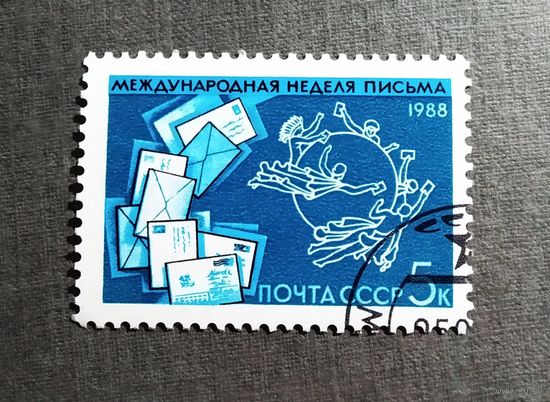 МЕЖДУНАРОДНАЯ НЕДЕЛЯ ПИСЬМА
1988
ПОЧТА СССР 5к